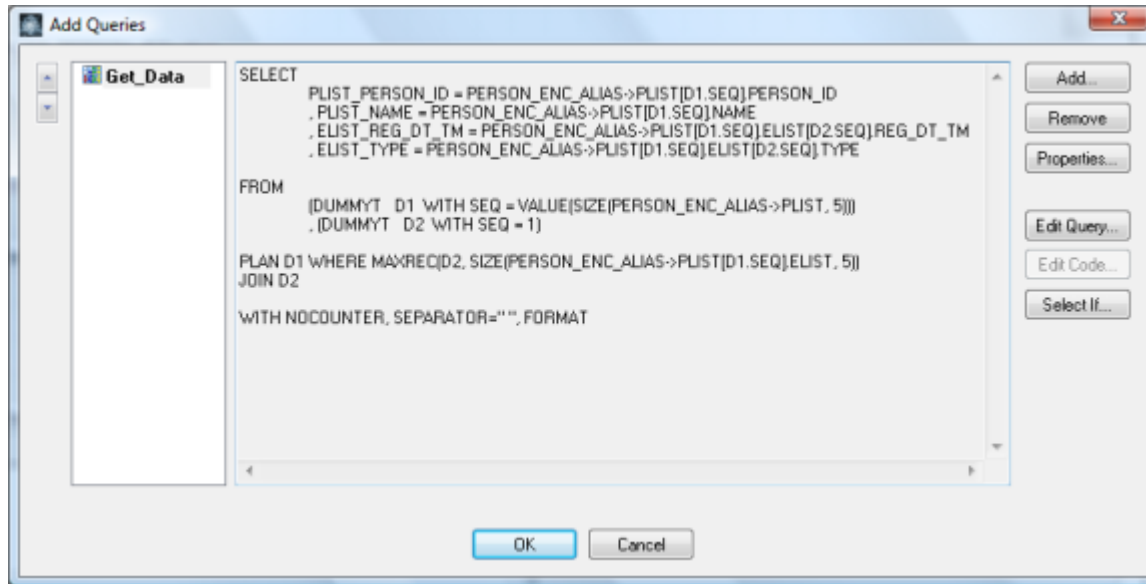 Add Queries
Get_Data
SELECT
PLIST_PERSON_ID = PERSON_ENC_ALIAS->PLIST[D1.SEQ].PERSON_ID
, PLIST_NAME = PERSON_ENC_ALIAS->PLIST[D1.SEQ].NAME
, ELIST_REG_DT_TM = PERSON_ENC_ALIAS->PLIST[D1.SEQ].ELIST[D2.SEQ].REG_DT_TM
, ELIST_TYPE = PERSON_ENC_ALIAS->PLIST[D1.SEQ].ELIST[D2.SEQ].TYPE
FROM
(DUMMYT D1 WITH SEQ = VALUE(SIZE(PERSON_ENC_ALIAS->PLIST, 5)))
, (DUMMYT D2 WITH SEQ = 1)
PLAN D1 WHERE MAXREC(D2, SIZE(PERSON_ENC_ALIAS->PLIST[D1.SEQ].ELIST, 5))
JOIN D2
WITH NOCOUNTER, SEPARATOR=" ", FORMAT
Add...
Remove
Properties...
Edit Query...
Edit Code...
Select If...
OK
Cancel